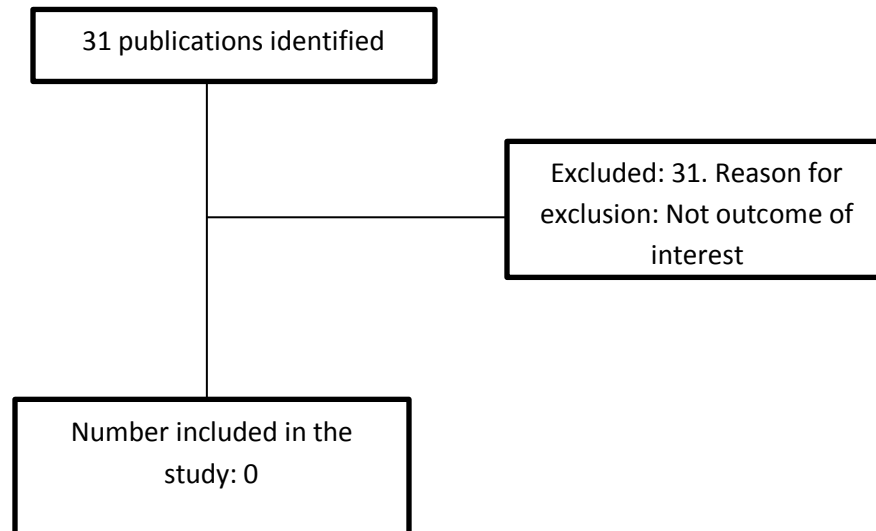 31 publications identified
Excluded: 31. Reason for
exclusion: Not outcome of
interest
Number included in the
study: 0